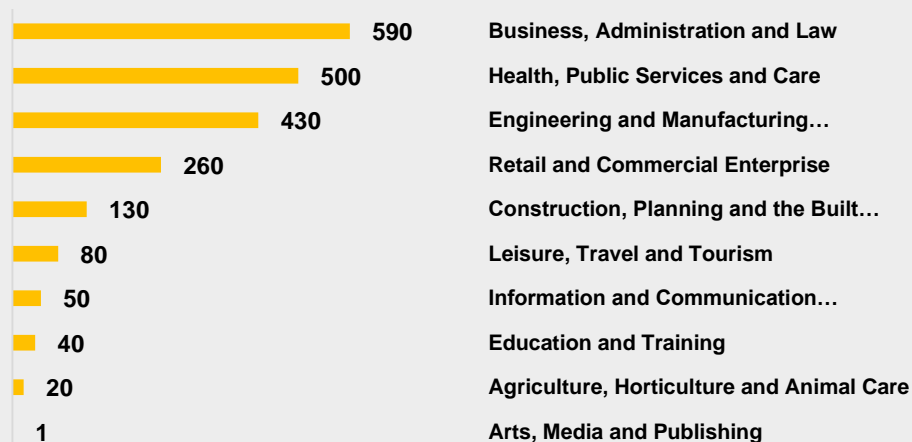 590 Business, Administration and Law
500 Health, Public Services and Care
430 Engineering and Manufacturing…
260 Retail and Commercial Enterprise
130 Construction, Planning and the Built…
80 Leisure, Travel and Tourism
50 Information and Communication…
40 Education and Training
20 Agriculture, Horticulture and Animal Care
1 Arts, Media and Publishing